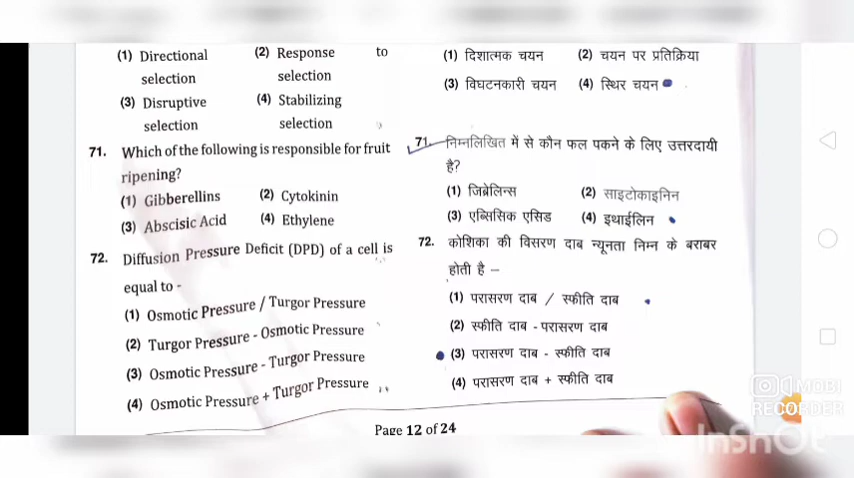 (1) Directional selection
(2) Response to selection
(3) Disruptive selection
(4) Stabilizing selection
71. Which of the following is responsible for fruit
ripening?
(1) Gibberellins (2) Cytokinin
(3) Abscisic Acid (4) Ethylene
72. Diffusion Pressure Deficit (DPD) of a cell is
equal to -
(1) Osmotic Pressure / Turgor Pressure
(2) Turgor Pressure - Osmotic Pressure
(3) Osmotic Pressure - Turgor Pressure
(4) Osmotic Pressure + Turgor Pressure
(1) दिशात्मक चयन (2) चयन पर प्रतिक्रिया
(3) विघटनकारी चयन (4) स्थिर चयन
71. निम्नलिखित में से कौन फल पकने के लिए उत्तरदायी
है?
(1) जिब्रेलिन्स (2) साइटोकाइनिन
(3) एब्सिसिक एसिड (4) इथाईलिन
72. कोशिका की विसरण दाब न्यूनता निम्न के बराबर
होती है –
(1) परासरण दाब / स्फीति दाब
(2) स्फीति दाब - परासरण दाब
(3) परासरण दाब - स्फीति दाब
(4) परासरण दाब + स्फीति दाब
Page 12 of 24
MOBI
RECORDER
InShOt